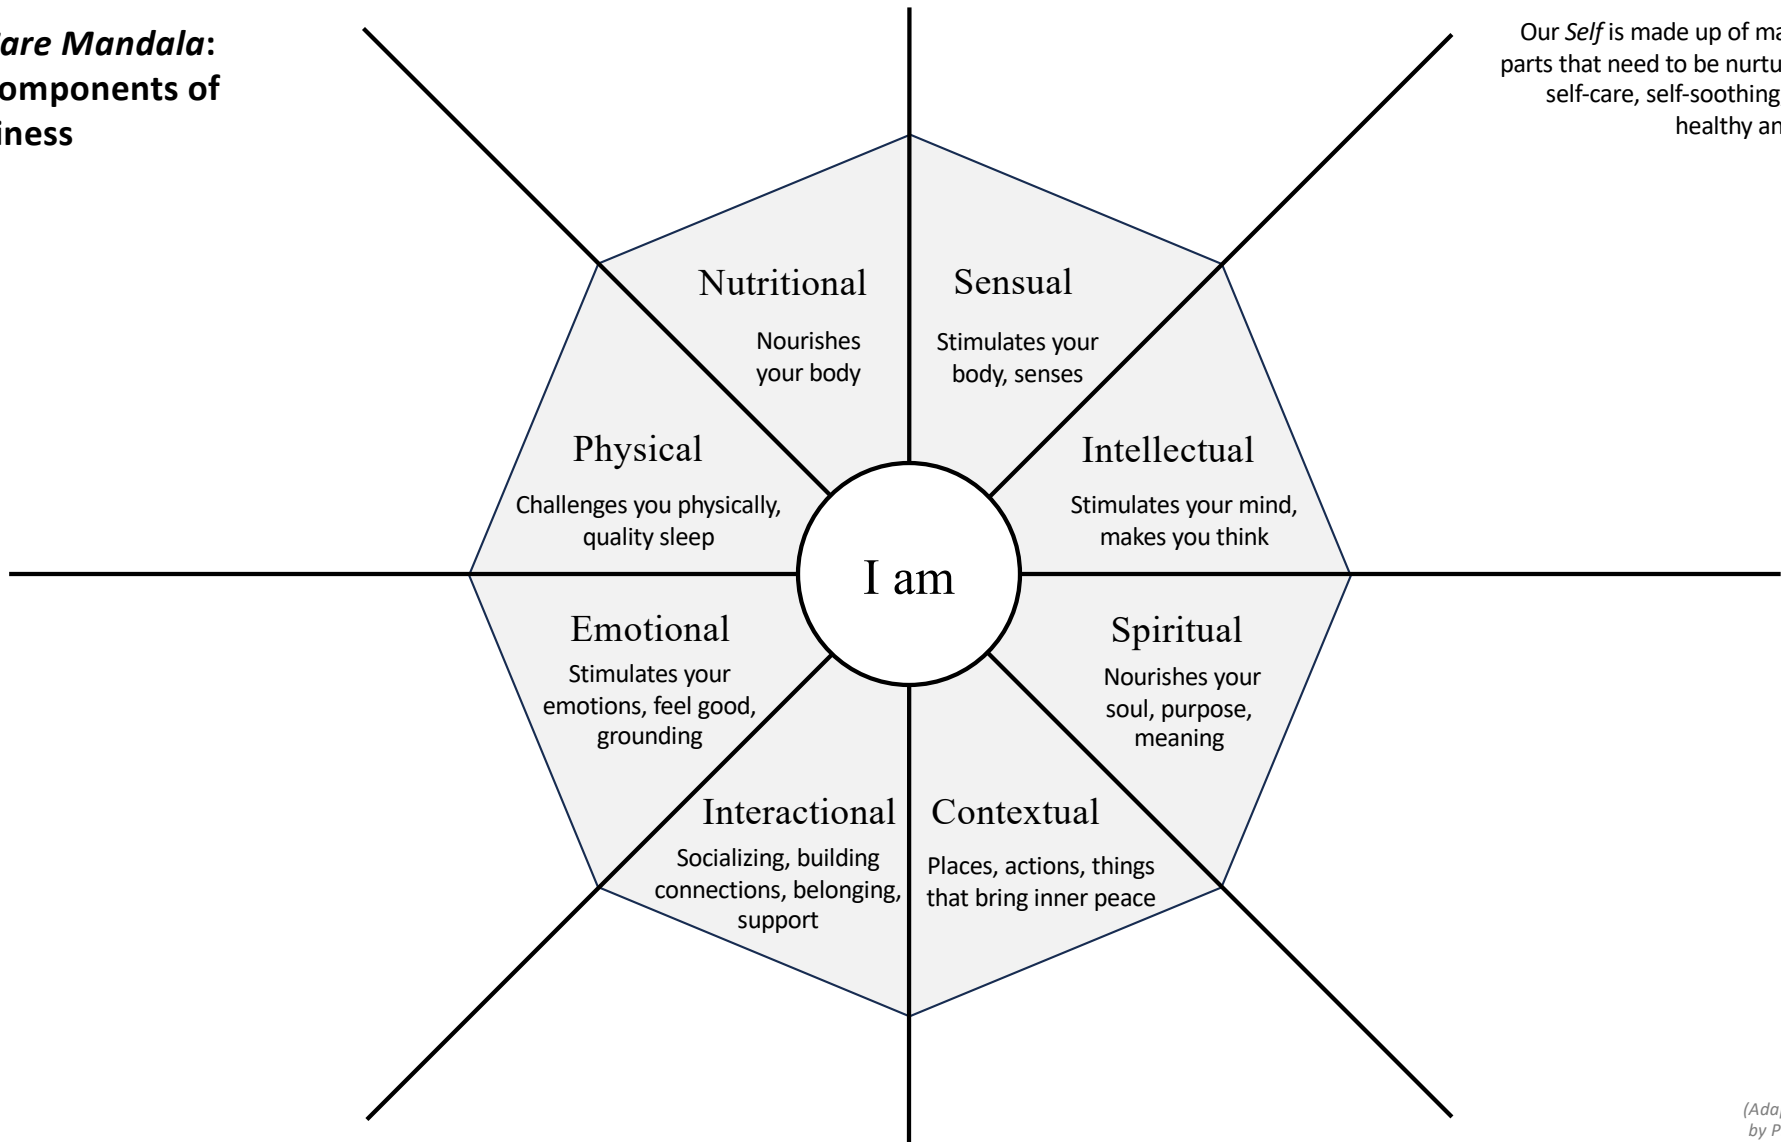 are Mandala:
omponents of
iness
Our Self is made up of ma
parts that need to be nurtu
self-care, self-soothing
healthy an
Nutritional
Nourishes
your body
Sensual
Stimulates your
body, senses
Physical
Challenges you physically,
quality sleep
Intellectual
Stimulates your mind,
makes you think
I am
Emotional
Stimulates your
emotions, feel good,
grounding
Spiritual
Nourishes your
soul, purpose,
meaning
Interactional
Socializing, building
connections, belonging,
support
Contextual
Places, actions, things
that bring inner peace
(Ada
by P